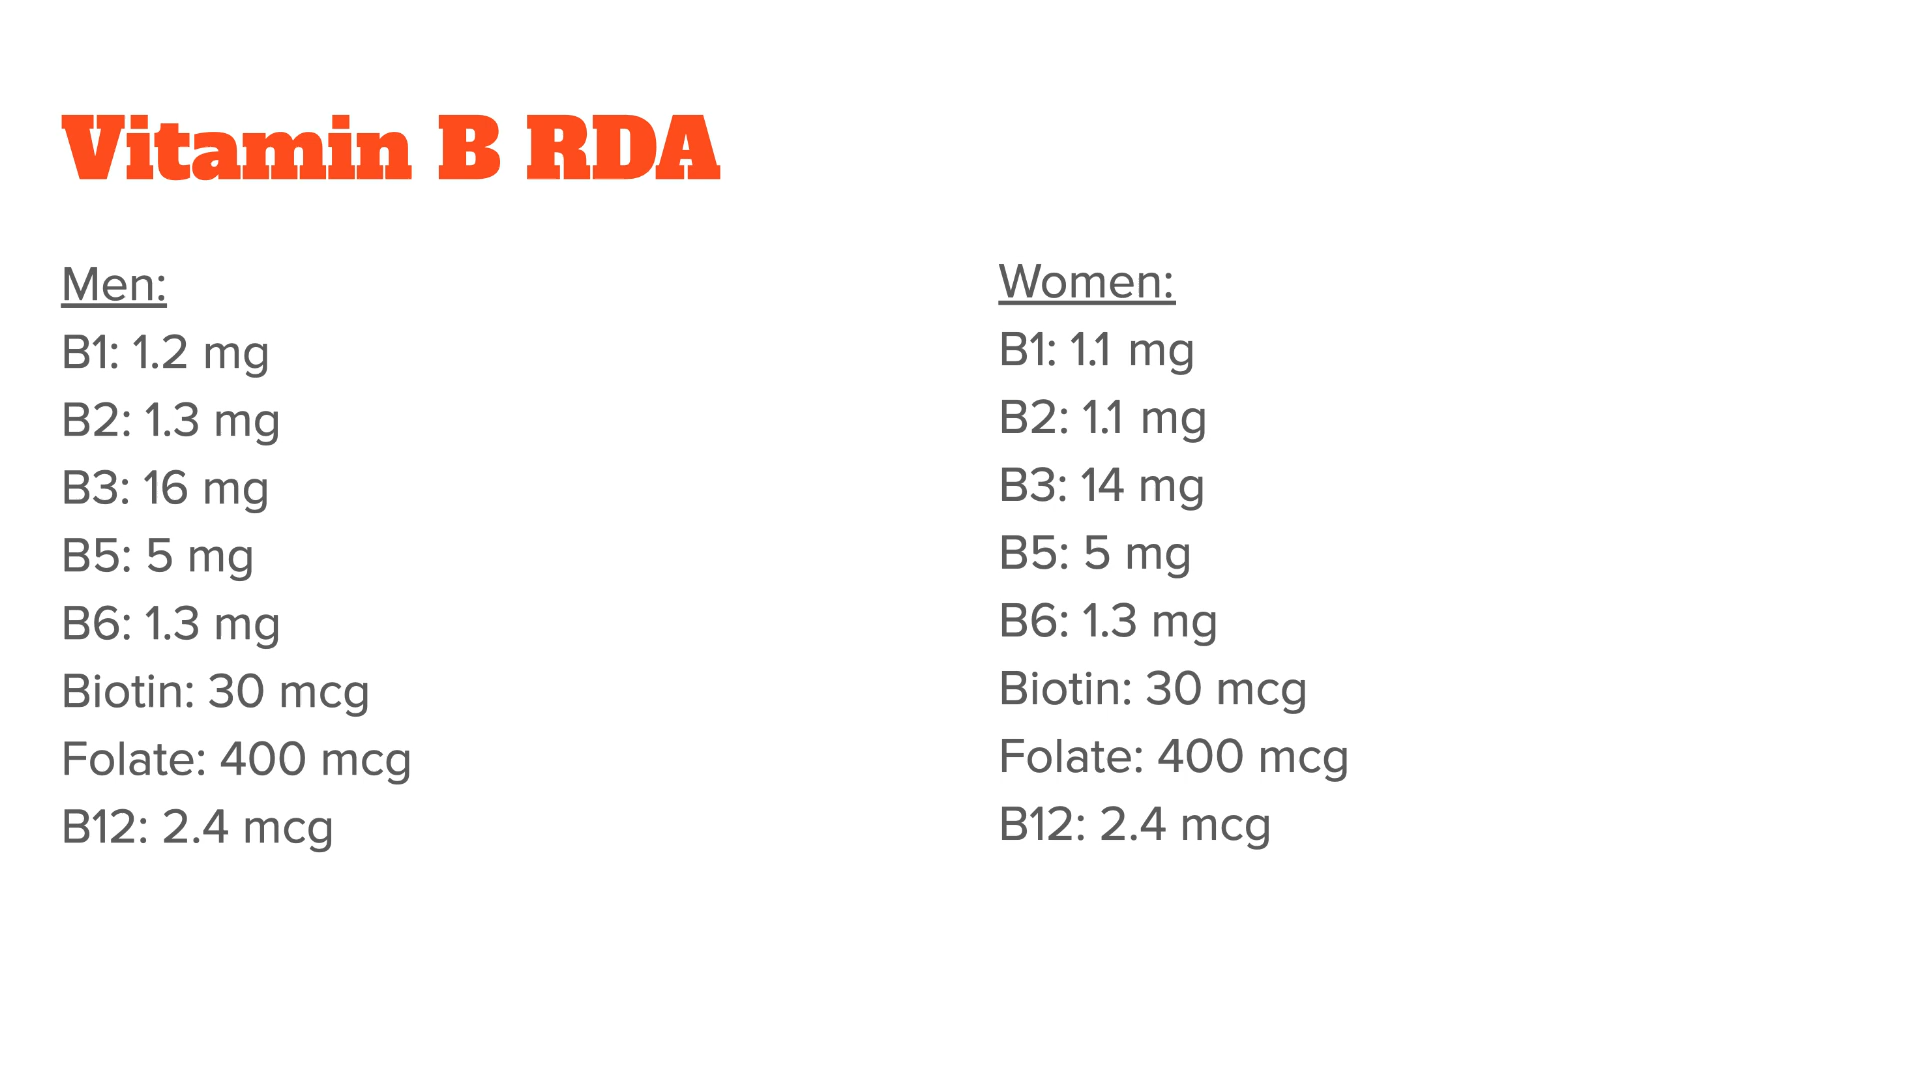 Vitamin B RDA
Men:
B1: 1.2 mg
B2: 1.3 mg
B3: 16 mg
B5: 5 mg
B6: 1.3 mg
Biotin: 30 mcg
Folate: 400 mcg
B12: 2.4 mcg
Women:
B1: 1.1 mg
B2: 1.1 mg
B3: 14 mg
B5: 5 mg
B6: 1.3 mg
Biotin: 30 mcg
Folate: 400 mcg
B12: 2.4 mcg